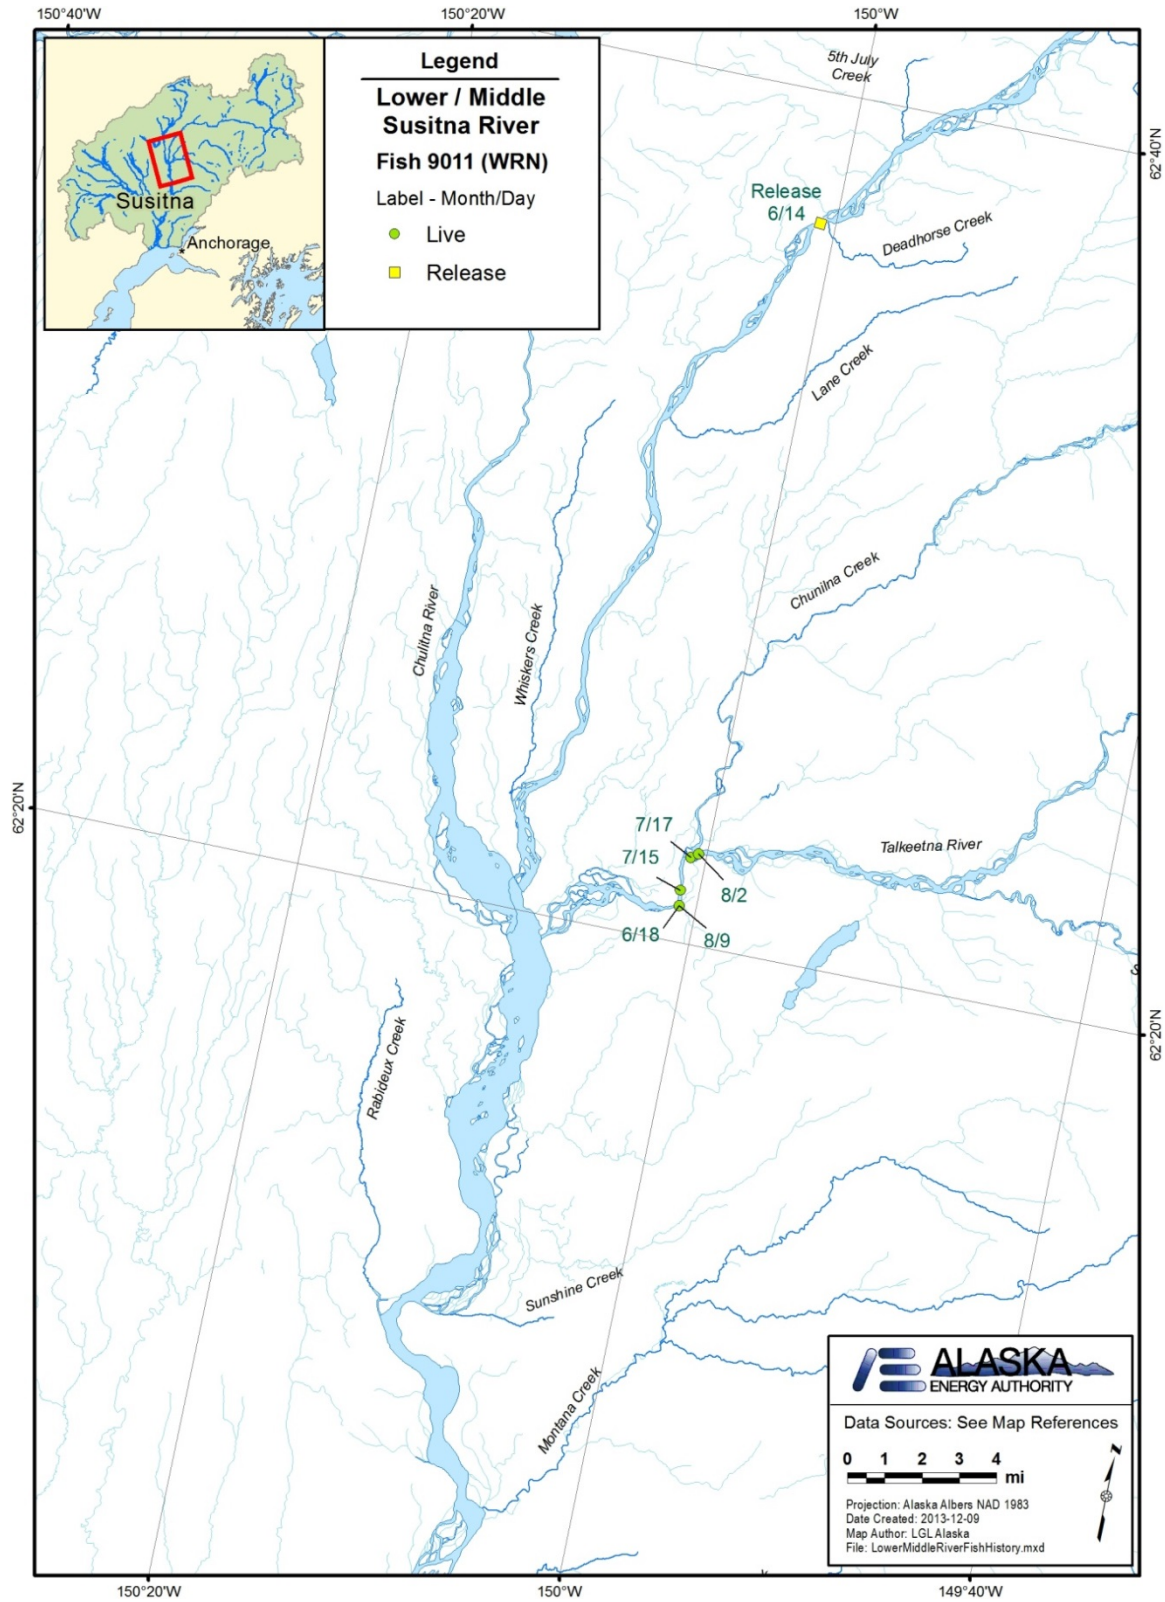 150°40'W
150°20'W
150°W
Susitna
Anchorage
Legend
Lower / Middle
Susitna River
Fish 9011 (WRN)
Label - Month/Day
Live
Release
5th July
Creek
62°40'N
Release
6/14
Deadhorse Creek
Lane Creek
Chunilna Creek
Chulitna River
Whiskers Creek
62°20'N
7/17
7/15
Talkeetna River
8/2
6/18
8/9
S
62°20'N
Rabideux Creek
Sunshine Creek
Montana Creek
ALASKA
ENERGY AUTHORITY
Data Sources: See Map References
0 1 2 3 4
mi
N
Projection: Alaska Albers NAD 1983
Date Created: 2013-12-09
Map Author: LGL Alaska
File: LowerMiddleRiverFishHistory.mxd
150°20'W
150°W
149°40'W